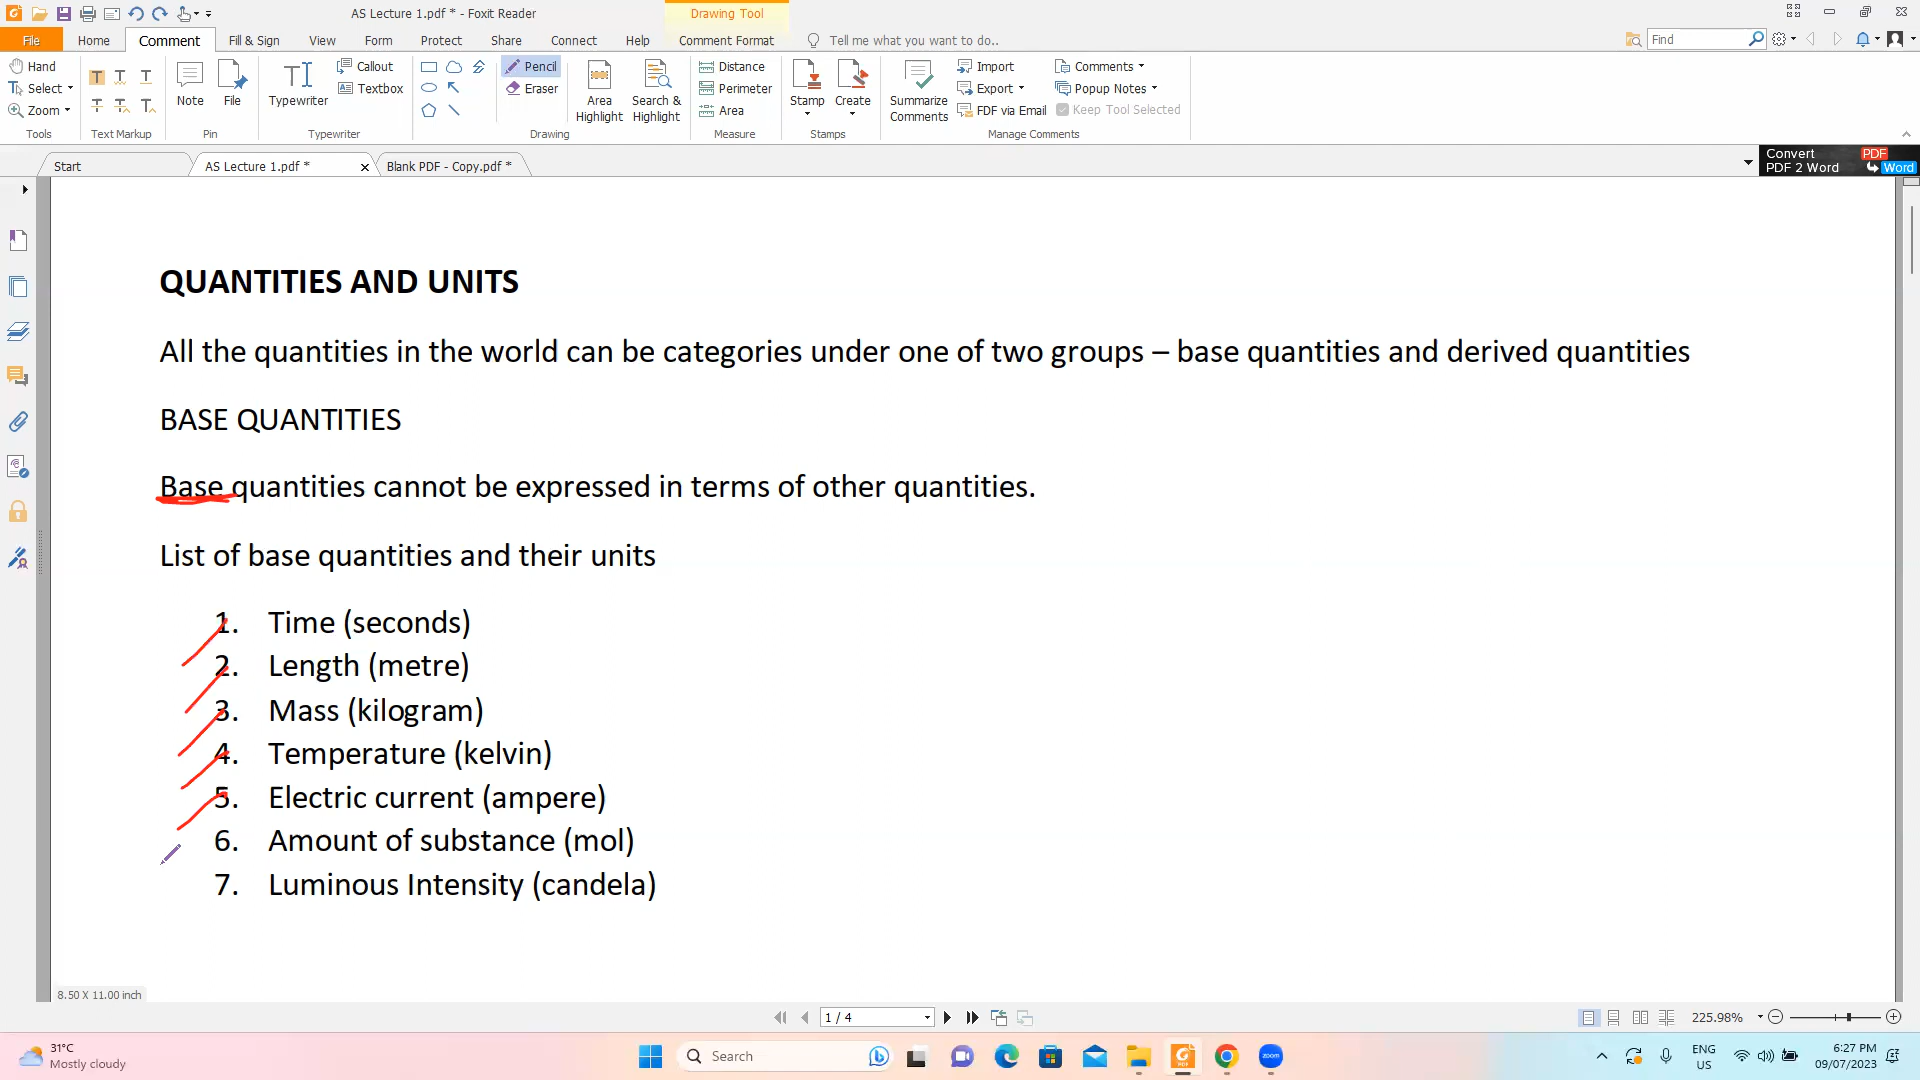 AS Lecture 1.pdf * - Foxit Reader
Drawing Tool
File Home Comment Fill & Sign View Form Protect Share Connect Help Comment Format Tell me what you want to do.. Find
Hand
Select
Zoom
Tools
Text Markup
Note
File
Pin
Typewriter
Callout
Textbox
Typewriter
Pencil
Eraser
Area Highlight
Search & Highlight
Drawing
Distance
Perimeter
Area
Measure
Stamp
Create
Stamps
Summarize Comments
Import
Export
FDF via Email
Comments
Popup Notes
Keep Tool Selected
Manage Comments
Start
AS Lecture 1.pdf *
Blank PDF - Copy.pdf *
Convert PDF
PDF 2 Word Word
QUANTITIES AND UNITS
All the quantities in the world can be categories under one of two groups – base quantities and derived quantities
BASE QUANTITIES
Base quantities cannot be expressed in terms of other quantities.
List of base quantities and their units
1. Time (seconds)
2. Length (metre)
3. Mass (kilogram)
4. Temperature (kelvin)
5. Electric current (ampere)
6. Amount of substance (mol)
7. Luminous Intensity (candela)
8.50 X 11.00 inch
1 / 4
225.98%
31°C
Mostly cloudy
Search
zoom
ENG
US
6:27 PM
09/07/2023